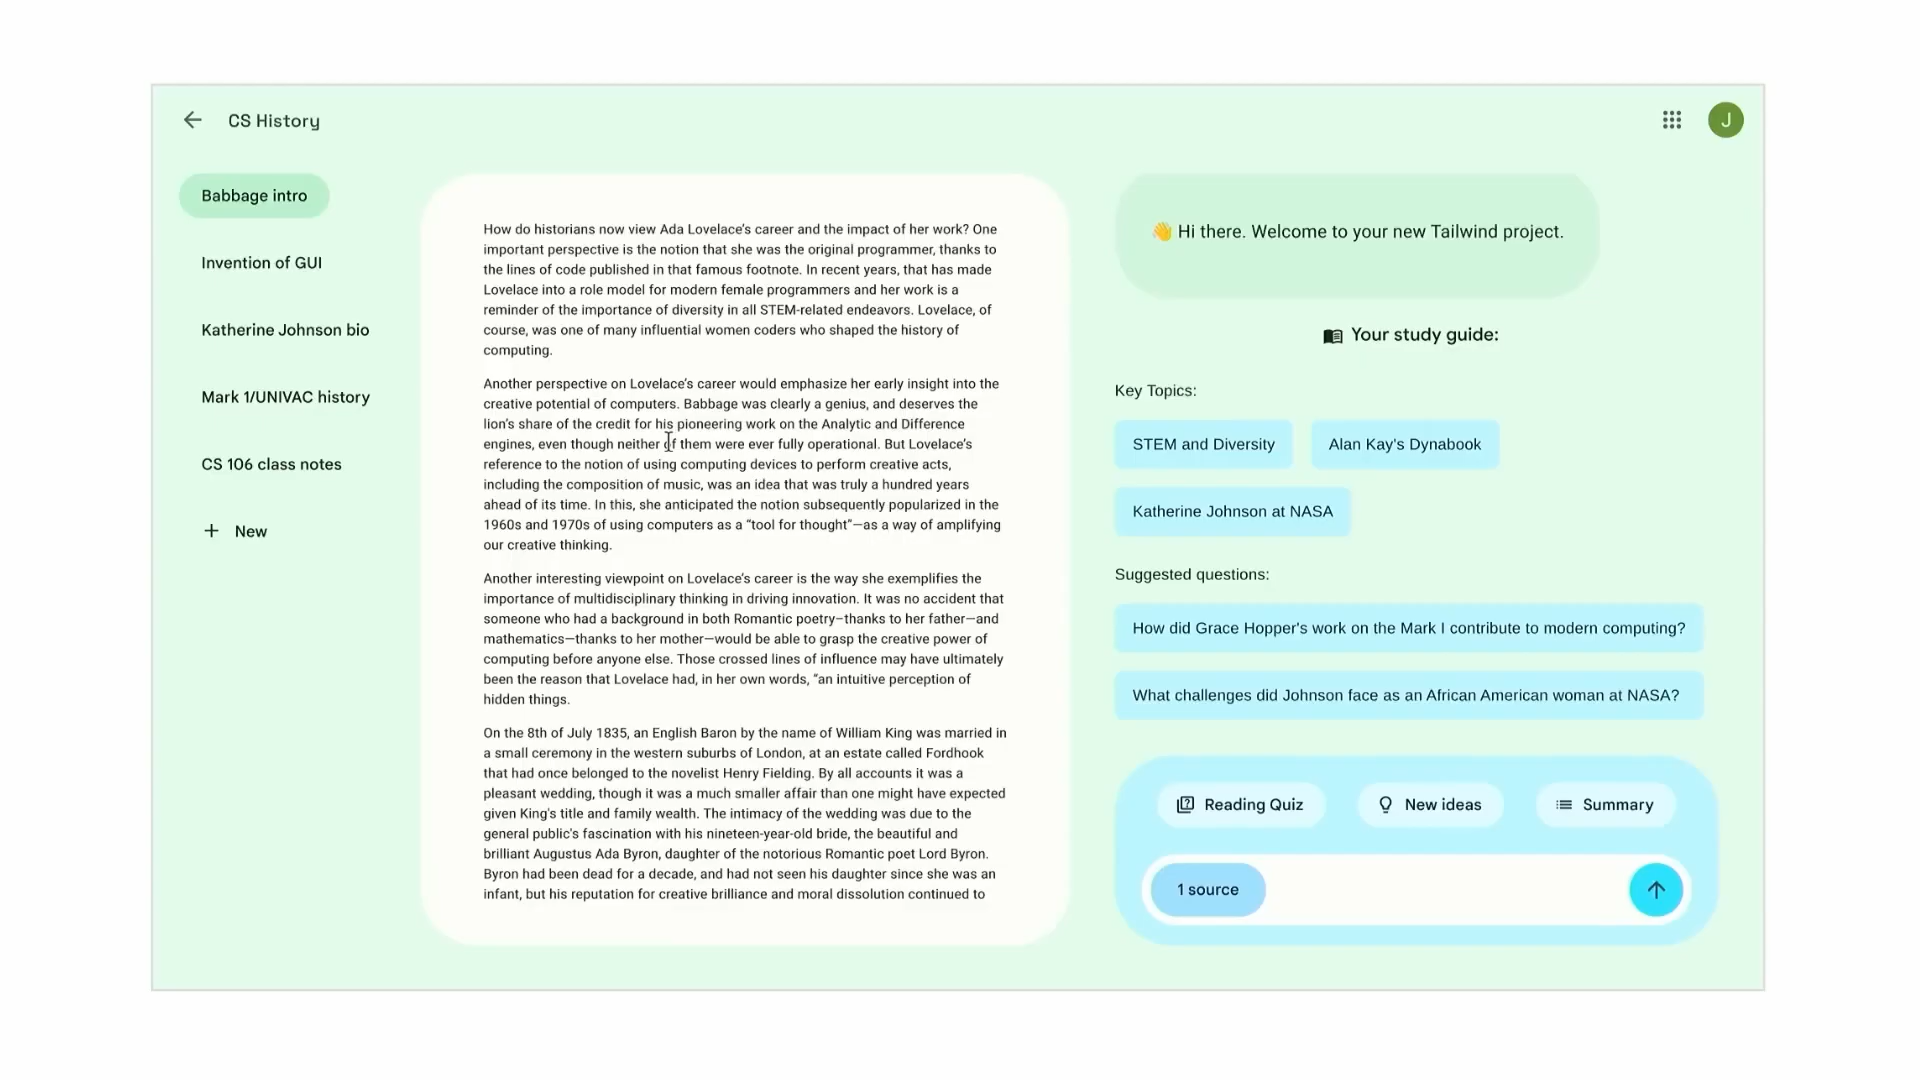 CS History
J
Babbage intro
Invention of GUI
Katherine Johnson bio
Mark 1/UNIVAC history
CS 106 class notes
New
How do historians now view Ada Lovelace's career and the impact of her work? One
important perspective is the notion that she was the original programmer, thanks to
the lines of code published in that famous footnote. In recent years, that has made
Lovelace into a role model for modern female programmers and her work is a
reminder of the importance of diversity in all STEM-related endeavors. Lovelace, of
course, was one of many influential women coders who shaped the history of
computing.
Another perspective on Lovelace's career would emphasize her early insight into the
creative potential of computers. Babbage was clearly a genius, and deserves the
lion's share of the credit for his pioneering work on the Analytic and Difference
engines, even though neither of them were ever fully operational. But Lovelace's
reference to the notion of using computing devices to perform creative acts,
including the composition of music, was an idea that was truly a hundred years
ahead of its time. In this, she anticipated the notion subsequently popularized in the
1960s and 1970s of using computers as a “tool for thought”—as a way of amplifying
our creative thinking.
Another interesting viewpoint on Lovelace's career is the way she exemplifies the
importance of multidisciplinary thinking in driving innovation. It was no accident that
someone who had a background in both Romantic poetry–thanks to her father—and
mathematics—thanks to her mother—would be able to grasp the creative power of
computing before anyone else. Those crossed lines of influence may have ultimately
been the reason that Lovelace had, in her own words, “an intuitive perception of
hidden things.
On the 8th of July 1835, an English Baron by the name of William King was married in
a small ceremony in the western suburbs of London, at an estate called Fordhook
that had once belonged to the novelist Henry Fielding. By all accounts it was a
pleasant wedding, though it was a much smaller affair than one might have expected
given King's title and family wealth. The intimacy of the wedding was due to the
general public's fascination with his nineteen-year-old bride, the beautiful and
brilliant Augustus Ada Byron, daughter of the notorious Romantic poet Lord Byron.
Byron had been dead for a decade, and had not seen his daughter since she was an
infant, but his reputation for creative brilliance and moral dissolution continued to
👋 Hi there. Welcome to your new Tailwind project.
Your study guide:
Key Topics:
STEM and Diversity
Alan Kay's Dynabook
Katherine Johnson at NASA
Suggested questions:
How did Grace Hopper's work on the Mark I contribute to modern computing?
What challenges did Johnson face as an African American woman at NASA?
Reading Quiz
New ideas
Summary
1 source